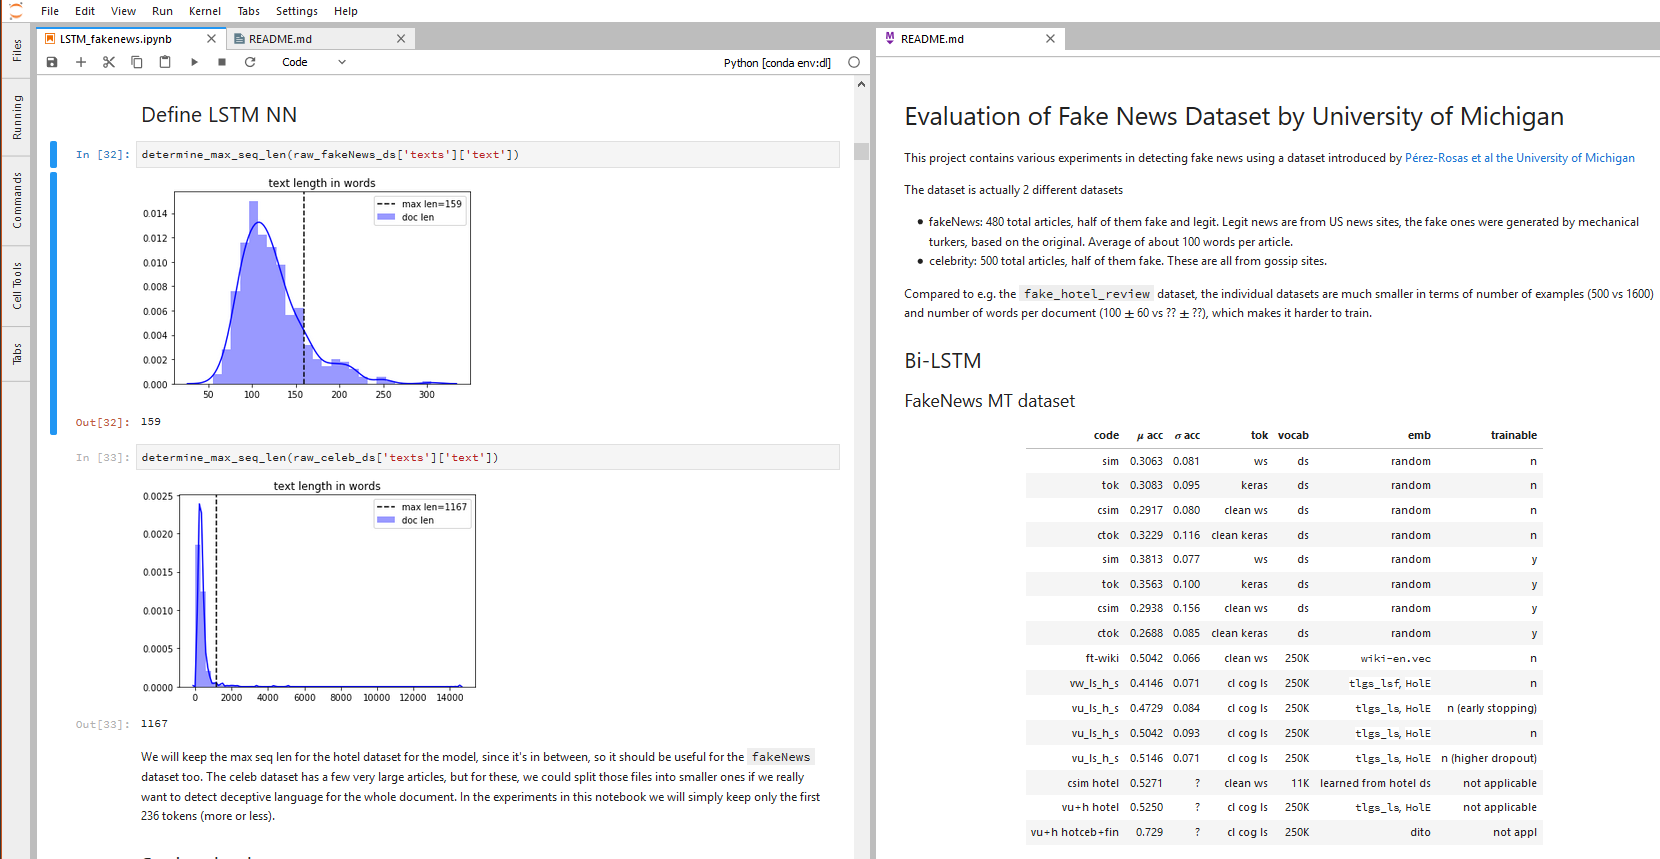 File Edit View Run Kernel Tabs Settings Help
Files
Running
Commands
Cell Tools
Tabs
LSTM_fakenews.ipynb
README.md
Code
Python [conda env:dl]
Define LSTM NN
In [32]: determine_max_seq_len(raw_fakeNews_ds['texts']['text'])
text length in words
max len=159
doc len
0.014
0.012
0.010
0.008
0.006
0.004
0.002
0.000
50 100 150 200 250 300
Out[32]: 159
In [33]: determine_max_seq_len(raw_celeb_ds['texts']['text'])
text length in words
max len=1167
doc len
0.0025
0.0020
0.0015
0.0010
0.0005
0.0000
0 2000 4000 6000 8000 10000 12000 14000
Out[33]: 1167
We will keep the max seq len for the hotel dataset for the model, since it's in between, so it should be useful for the fakeNews
dataset too. The celeb dataset has a few very large articles, but for these, we could split those files into smaller ones if we really
want to detect deceptive language for the whole document. In the experiments in this notebook we will simply keep only the first
236 tokens (more or less).
README.md
Evaluation of Fake News Dataset by University of Michigan
This project contains various experiments in detecting fake news using a dataset introduced by Pérez-Rosas et al the University of Michigan
The dataset is actually 2 different datasets
• fakeNews: 480 total articles, half of them fake and legit. Legit news are from US news sites, the fake ones were generated by mechanical
turkers, based on the original. Average of about 100 words per article.
• celebrity: 500 total articles, half of them fake. These are all from gossip sites.
Compared to e.g. the fake_hotel_review dataset, the individual datasets are much smaller in terms of number of examples (500 vs 1600)
and number of words per document (100 ± 60 vs ?? ± ??), which makes it harder to train.
Bi-LSTM
FakeNews MT dataset
code μ acc σ acc tok vocab emb trainable
sim 0.3063 0.081 ws ds random n
tok 0.3083 0.095 keras ds random n
csim 0.2917 0.080 clean ws ds random n
ctok 0.3229 0.116 clean keras ds random n
sim 0.3813 0.077 ws ds random y
tok 0.3563 0.100 keras ds random y
csim 0.2938 0.156 clean ws ds random y
ctok 0.2688 0.085 clean keras ds random y
ft-wiki 0.5042 0.066 clean ws 250K wiki-en.vec n
vw_ls_h_s 0.4146 0.071 cl cog ls 250K tlgs_lsf, HolE n
vu_ls_h_s 0.4729 0.084 cl cog ls 250K tlgs_ls, HolE n (early stopping)
vu_ls_h_s 0.5042 0.093 cl cog ls 250K tlgs_ls, HolE n
vu_ls_h_s 0.5146 0.071 cl cog ls 250K tlgs_ls, HolE n (higher dropout)
csim hotel 0.5271 ? clean ws 11K learned from hotel ds not applicable
vu+h hotel 0.5250 ? cl cog ls 250K tlgs_ls, HolE not applicable
vu+h hotceb+fin 0.729 ? cl cog ls 250K dito not appl